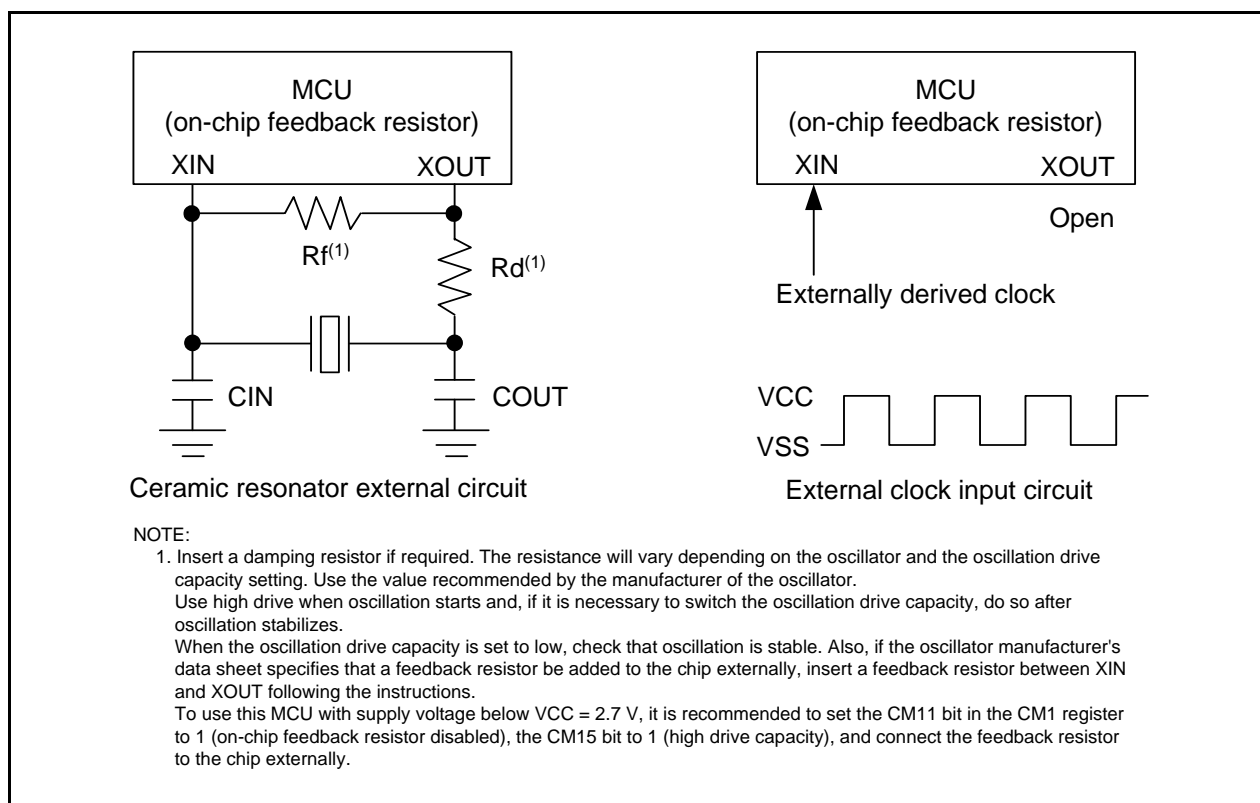 MCU
(on-chip feedback resistor)
XIN XOUT
Rf(1)
Rd(1)
CIN COUT
Ceramic resonator external circuit
MCU
(on-chip feedback resistor)
XIN XOUT
Open
Externally derived clock
VCC
VSS
External clock input circuit
NOTE:
1. Insert a damping resistor if required. The resistance will vary depending on the oscillator and the oscillation drive
capacity setting. Use the value recommended by the manufacturer of the oscillator.
Use high drive when oscillation starts and, if it is necessary to switch the oscillation drive capacity, do so after
oscillation stabilizes.
When the oscillation drive capacity is set to low, check that oscillation is stable. Also, if the oscillator manufacturer's
data sheet specifies that a feedback resistor be added to the chip externally, insert a feedback resistor between XIN
and XOUT following the instructions.
To use this MCU with supply voltage below VCC = 2.7 V, it is recommended to set the CM11 bit in the CM1 register
to 1 (on-chip feedback resistor disabled), the CM15 bit to 1 (high drive capacity), and connect the feedback resistor
to the chip externally.